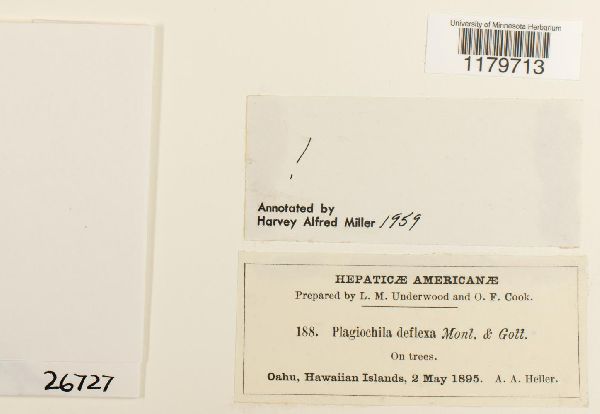 University of Minnesota Herbarium
1179713
!
Annotated by
Harvey Alfred Miller 1959
HEPATICÆ AMERICANÆ
Prepared by L. M. Underwood and O. F. Cook.
188. Plagiochila deflexa Mont. & Gott.
On trees.
Oahu, Hawaiian Islands, 2 May 1895. A. A. Heller.
26727